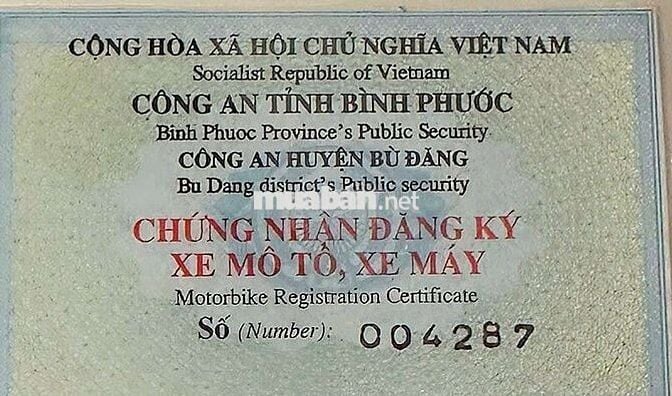 CỘNG HÒA XÃ HỘI CHỦ NGHĨA VIỆT NAM
Socialist Republic of Vietnam
CÔNG AN TỈNH BÌNH PHƯỚC
Binh Phuoc Province's Public Security
CÔNG AN HUYỆN BÙ ĐĂNG
Bu Dang district's Public security
muaban.net
CHỨNG NHẬN ĐĂNG KÝ
XE MÔ TÔ, XE MÁY
Motorbike Registration Certificate
Số (Number): 004287